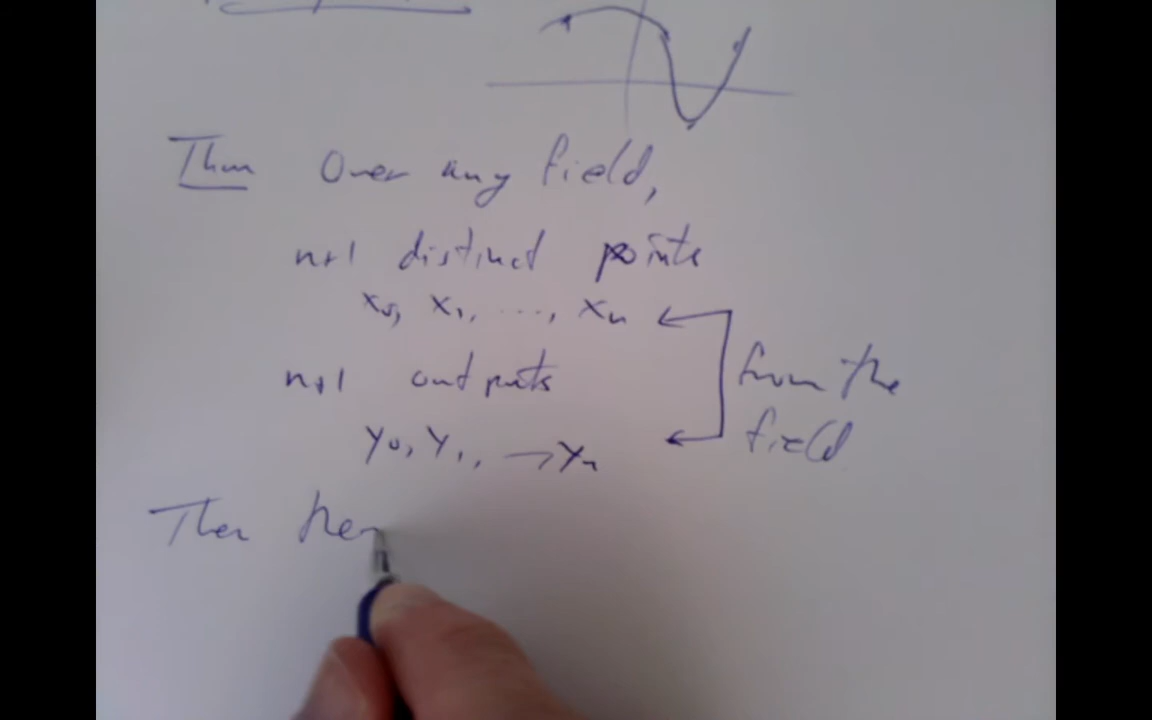 Thm Over any field,
n+1 distinct points
x0, x1, ..., xn
n+1 outputs
from the
field
y0, y1, → yn
Then ther